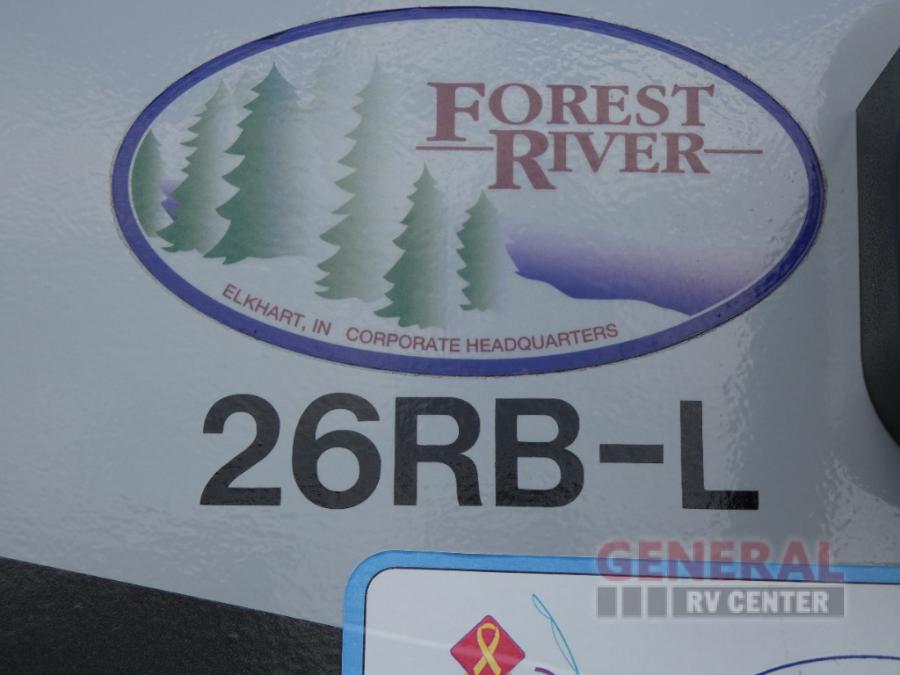 FOREST
RIVER
ELKHART, IN CORPORATE HEADQUARTERS
26RB-L
GENERAL
RV CENTER